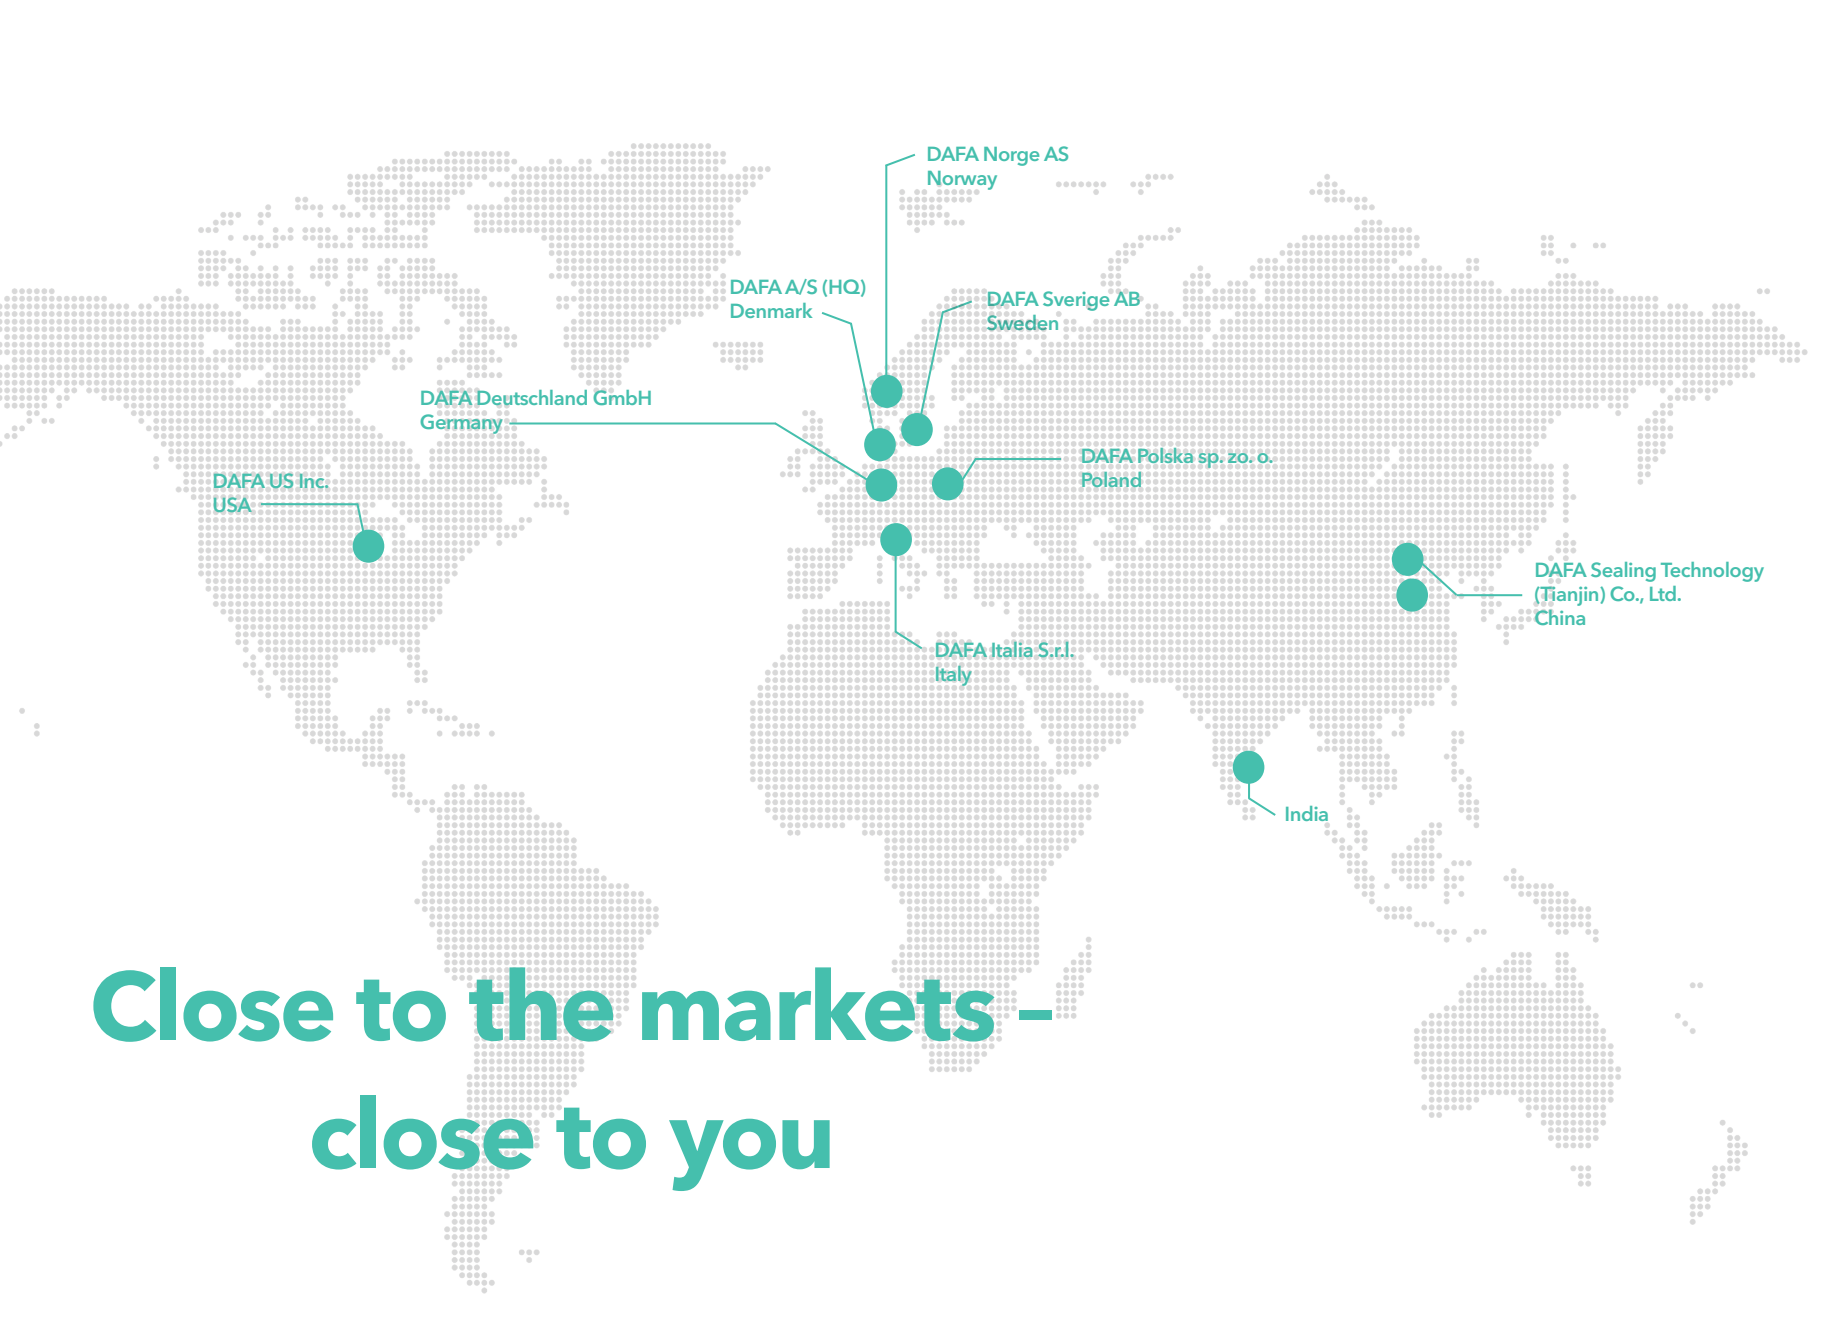 DAFA Norge AS
Norway
DAFA A/S (HQ)
Denmark
DAFA Sverige AB
Sweden
DAFA Deutschland GmbH
Germany
DAFA Polska sp. zo. o.
Poland
DAFA US Inc.
USA
DAFA Sealing Technology
(Tianjin) Co., Ltd.
China
DAFA Italia S.r.l.
Italy
India
Close to the markets –
close to you